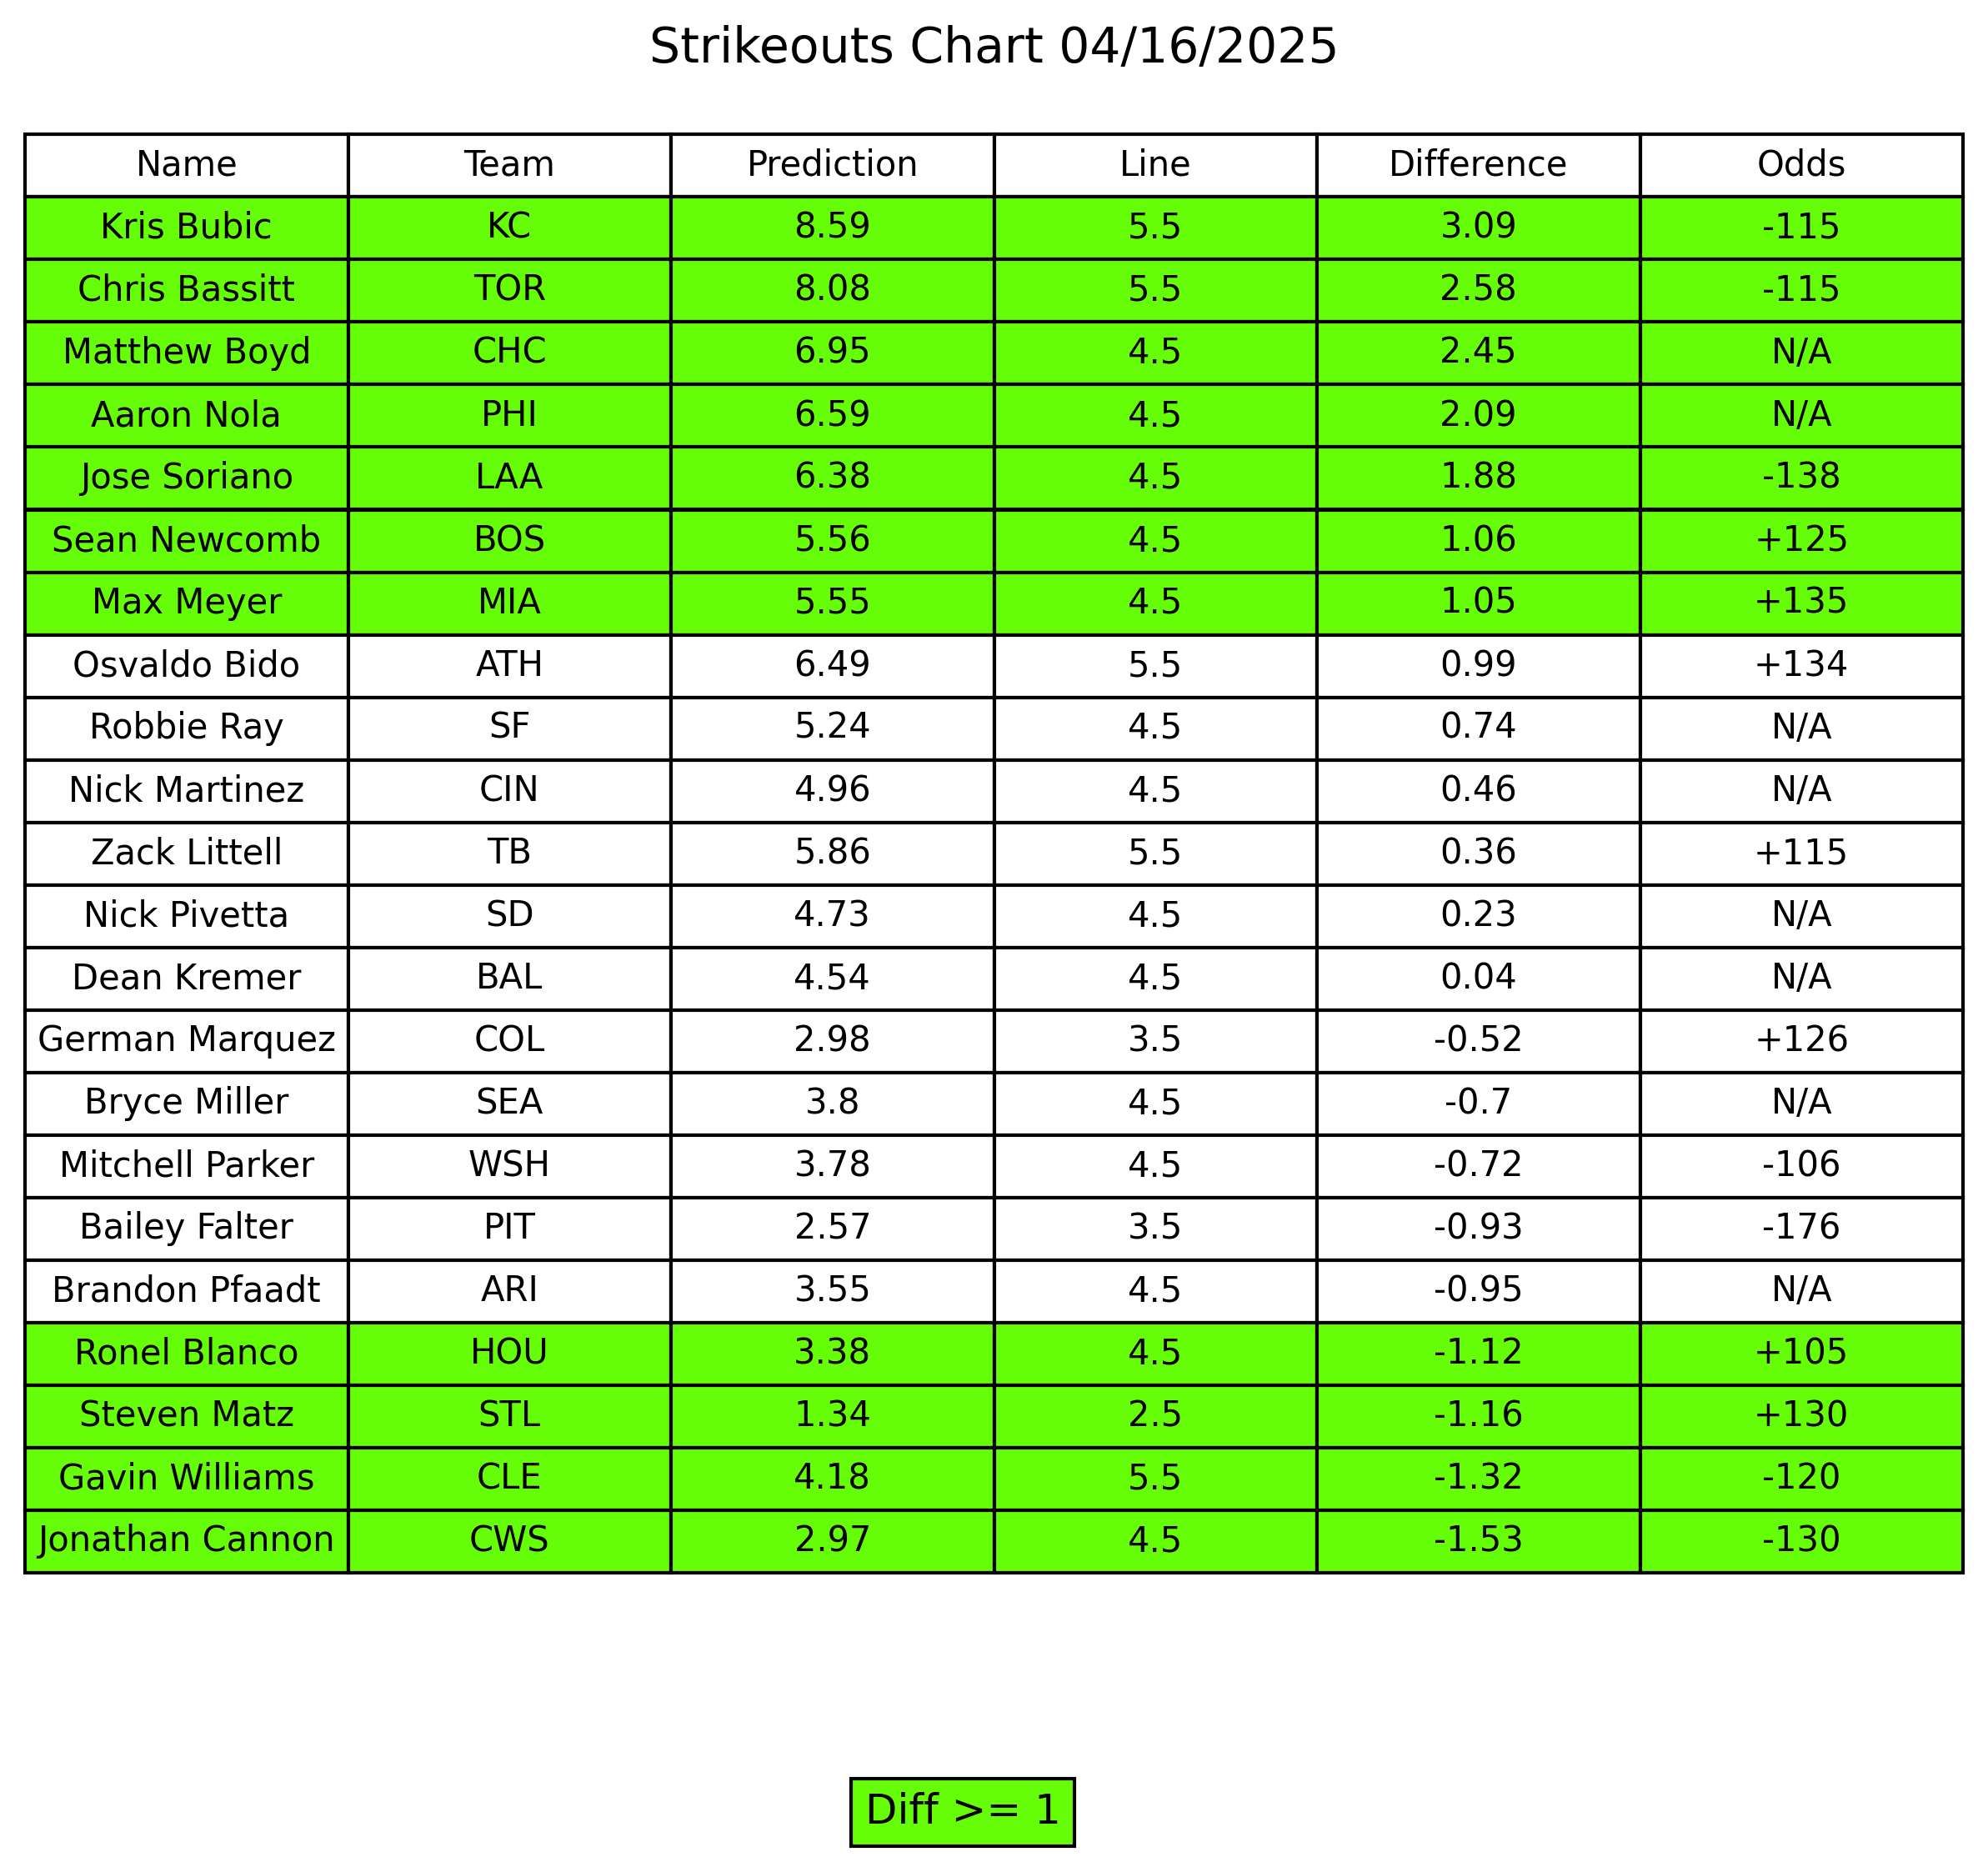 Strikeouts Chart 04/16/2025
Name Team Prediction Line Difference Odds
Kris Bubic KC 8.59 5.5 3.09 -115
Chris Bassitt TOR 8.08 5.5 2.58 -115
Matthew Boyd CHC 6.95 4.5 2.45 N/A
Aaron Nola PHI 6.59 4.5 2.09 N/A
Jose Soriano LAA 6.38 4.5 1.88 -138
Sean Newcomb BOS 5.56 4.5 1.06 +125
Max Meyer MIA 5.55 4.5 1.05 +135
Osvaldo Bido ATH 6.49 5.5 0.99 +134
Robbie Ray SF 5.24 4.5 0.74 N/A
Nick Martinez CIN 4.96 4.5 0.46 N/A
Zack Littell TB 5.86 5.5 0.36 +115
Nick Pivetta SD 4.73 4.5 0.23 N/A
Dean Kremer BAL 4.54 4.5 0.04 N/A
German Marquez COL 2.98 3.5 -0.52 +126
Bryce Miller SEA 3.8 4.5 -0.7 N/A
Mitchell Parker WSH 3.78 4.5 -0.72 -106
Bailey Falter PIT 2.57 3.5 -0.93 -176
Brandon Pfaadt ARI 3.55 4.5 -0.95 N/A
Ronel Blanco HOU 3.38 4.5 -1.12 +105
Steven Matz STL 1.34 2.5 -1.16 +130
Gavin Williams CLE 4.18 5.5 -1.32 -120
Jonathan Cannon CWS 2.97 4.5 -1.53 -130
Diff >= 1